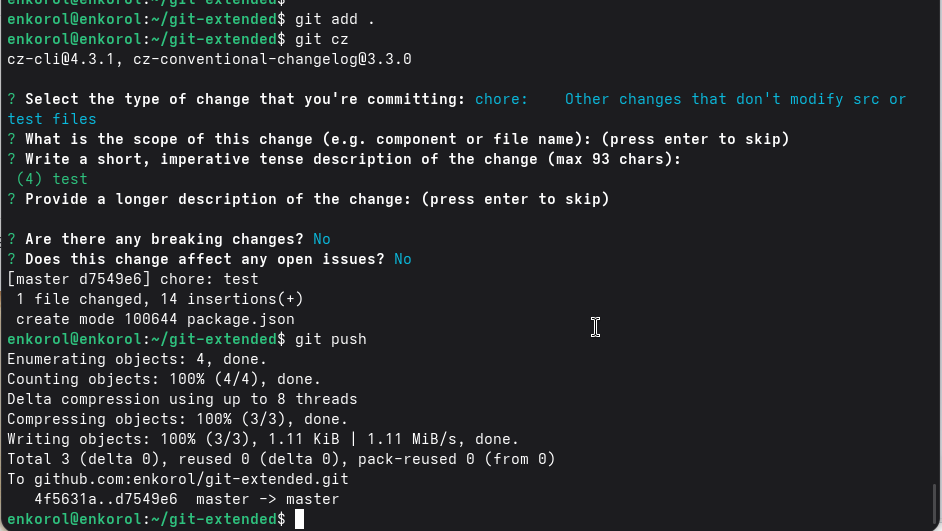 enkorol@enkorol:~/git-extended$ git add .
enkorol@enkorol:~/git-extended$ git cz
cz-cli@4.3.1, cz-conventional-changelog@3.3.0
? Select the type of change that you're committing: chore:    Other changes that don't modify src or
test files
? What is the scope of this change (e.g. component or file name): (press enter to skip)
? Write a short, imperative tense description of the change (max 93 chars):
 (4) test
? Provide a longer description of the change: (press enter to skip)
? Are there any breaking changes? No
? Does this change affect any open issues? No
[master d7549e6] chore: test
 1 file changed, 14 insertions(+)
 create mode 100644 package.json
enkorol@enkorol:~/git-extended$ git push
Enumerating objects: 4, done.
Counting objects: 100% (4/4), done.
Delta compression using up to 8 threads
Compressing objects: 100% (3/3), done.
Writing objects: 100% (3/3), 1.11 KiB | 1.11 MiB/s, done.
Total 3 (delta 0), reused 0 (delta 0), pack-reused 0 (from 0)
To github.com:enkorol/git-extended.git
   4f5631a..d7549e6  master -> master
enkorol@enkorol:~/git-extended$